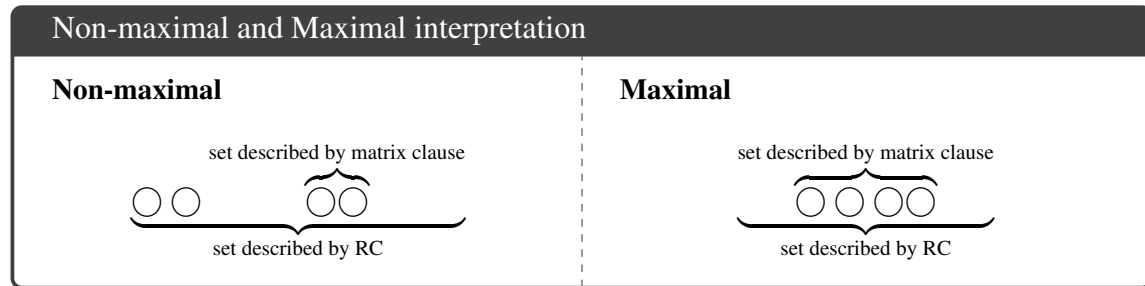 Non-maximal and Maximal interpretation
Non-maximal
set described by matrix clause
set described by RC
Maximal
set described by matrix clause
set described by RC